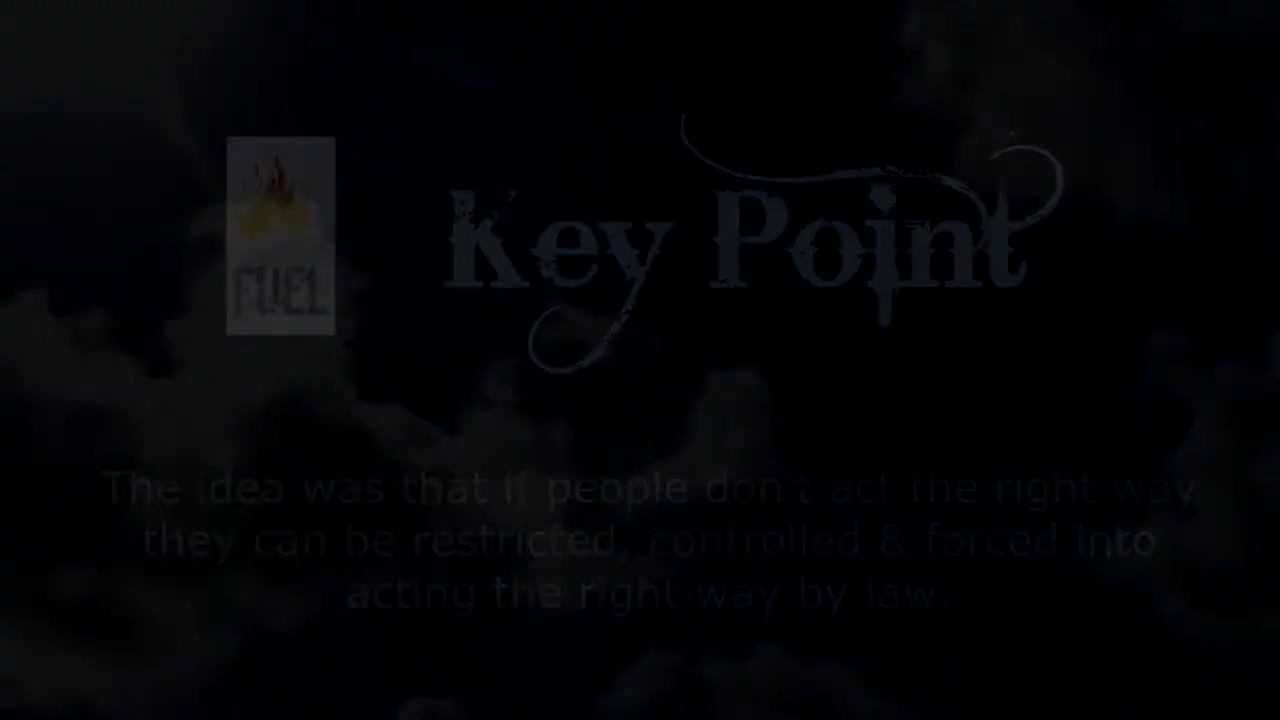 FUEL
Key Point
The idea was that if people don't act the right way
they can be restricted, controlled & forced into
acting the right way by law.